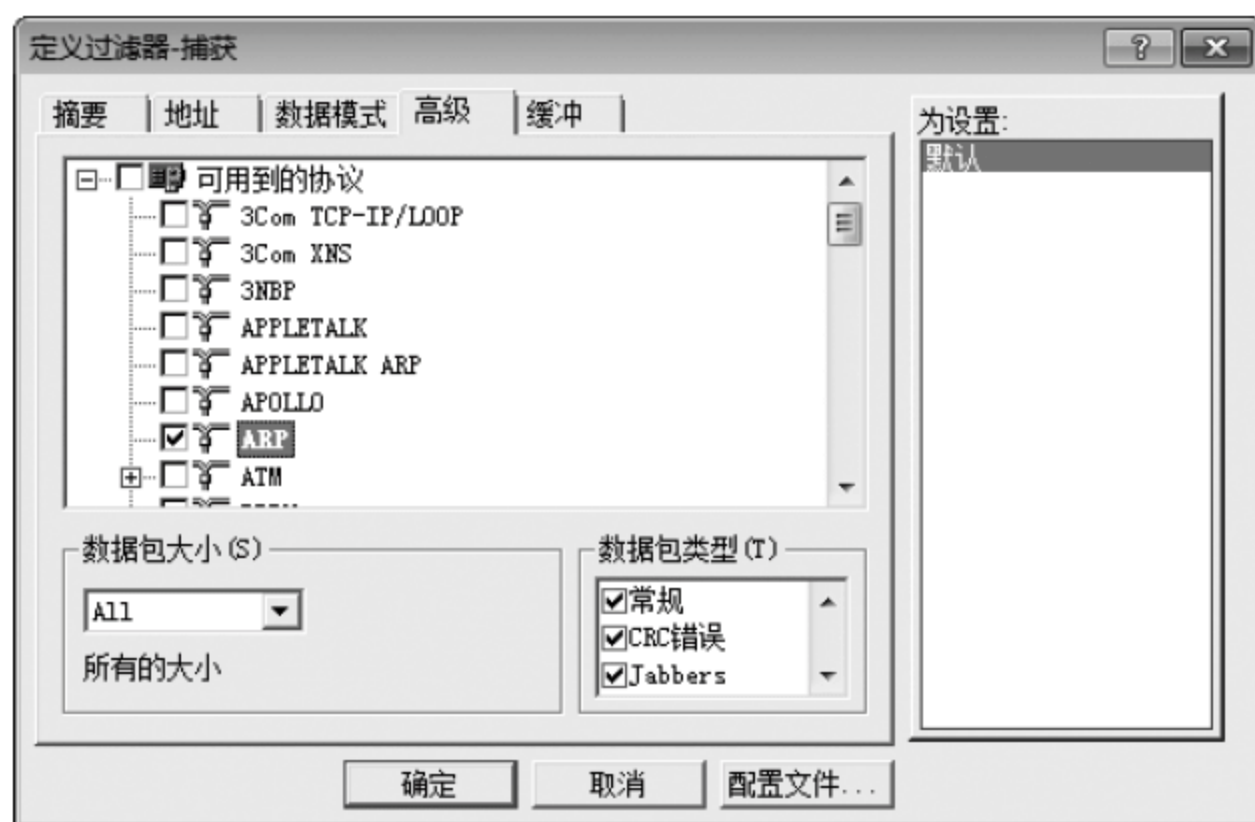 定义过滤器-捕获
摘要 地址 数据模式 高级 缓冲
为设置:
默认
可用到的协议
3Com TCP-IP/LOOP
3Com XNS
3NBP
APPLETALK
APPLETALK ARP
APOLLO
ARP
ATM
数据包大小(S)
All
所有的大小
数据包类型(T)
常规
CRC错误
Jabbers
确定 取消 配置文件...